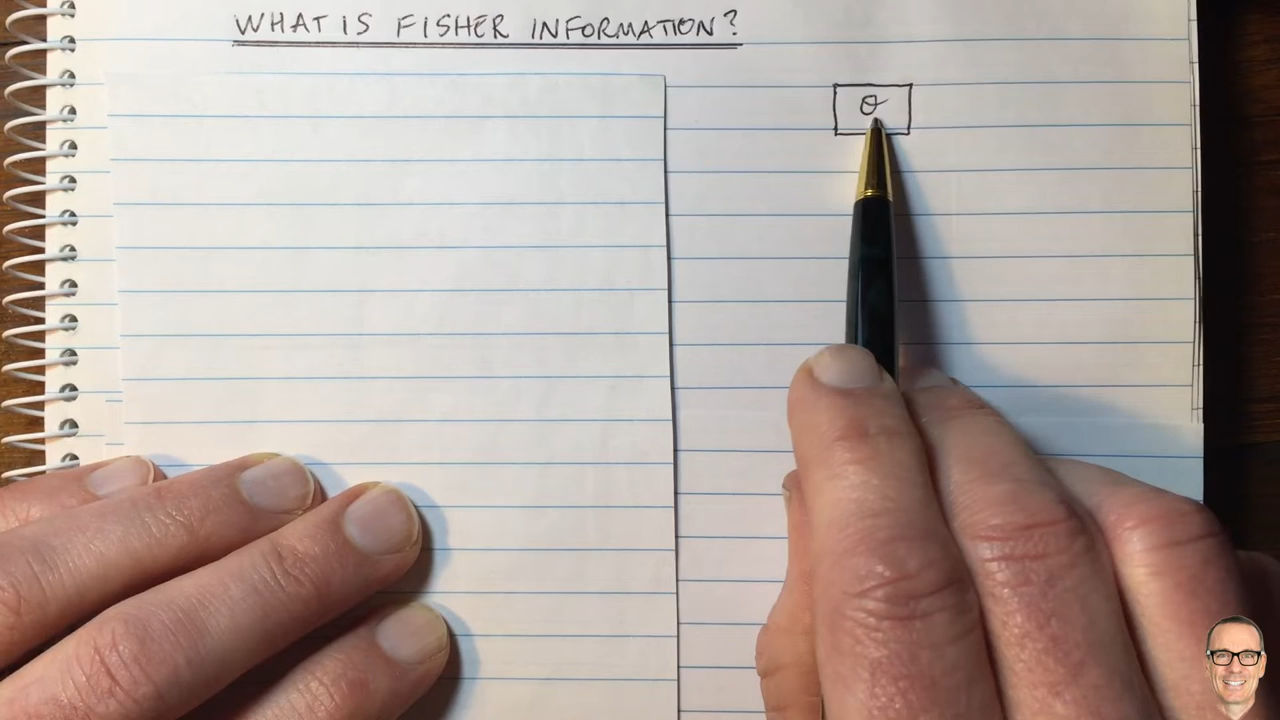 WHAT IS FISHER INFORMATION?
θ